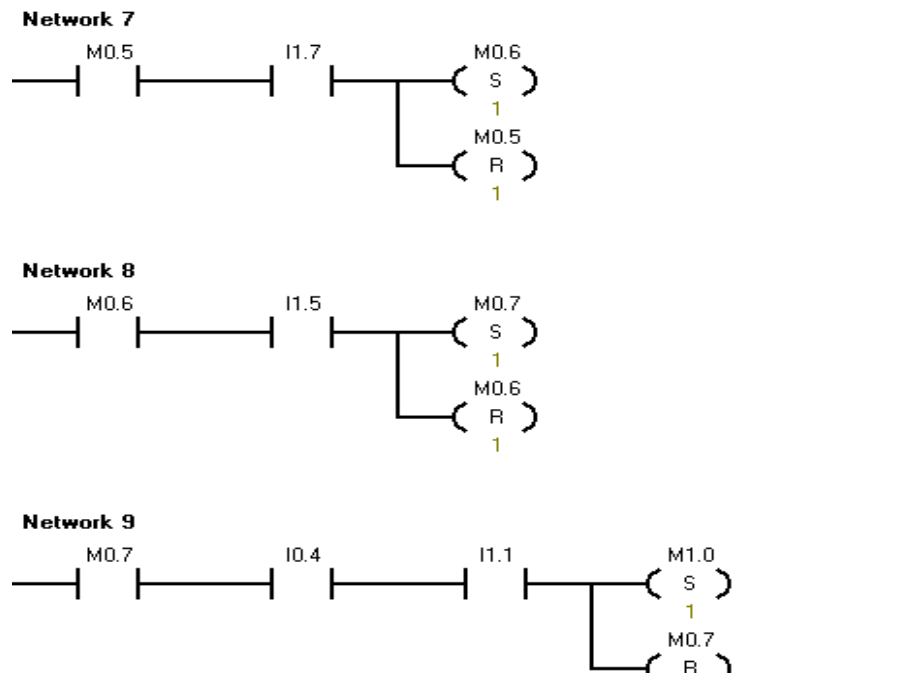 Network 7
M0.5 I1.7 M0.6
S
1
M0.5
R
1
Network 8
M0.6 I1.5 M0.7
S
1
M0.6
R
1
Network 9
M0.7 I0.4 I1.1 M1.0
S
1
M0.7
R